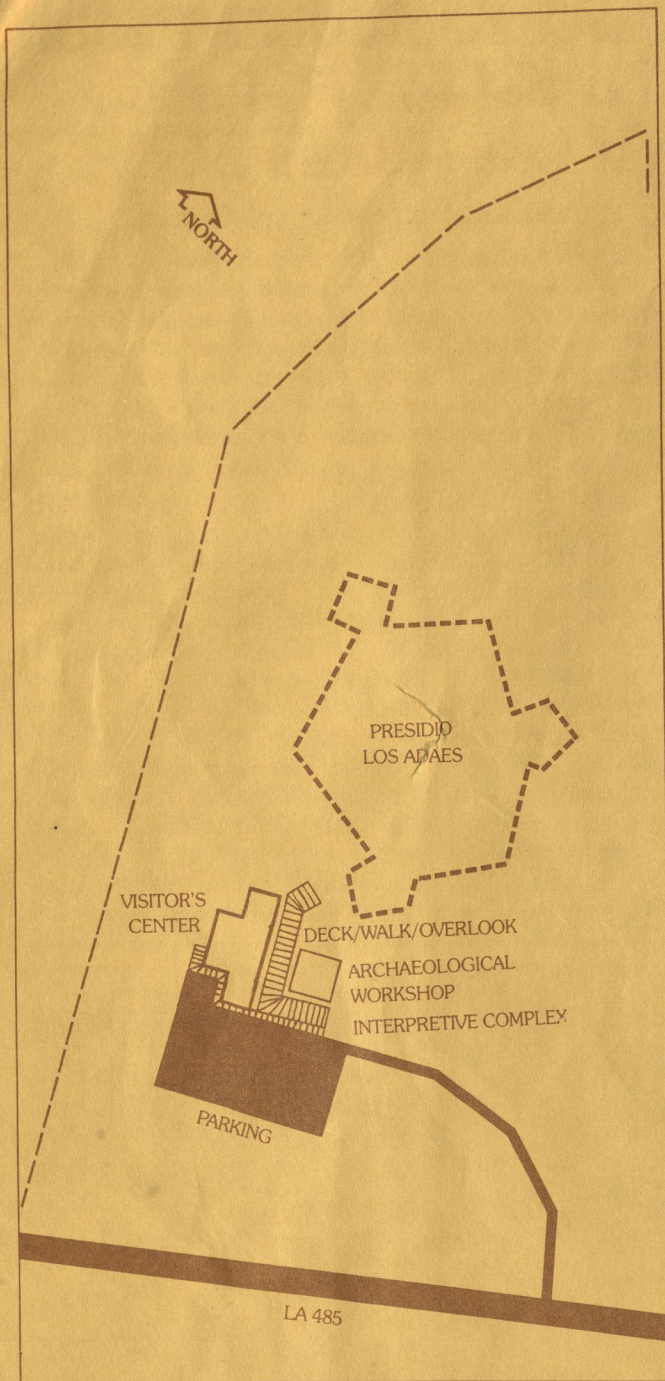 NORTH
PRESIDIO
LOS ADAES
VISITOR'S
CENTER
DECK/WALK/OVERLOOK
ARCHAEOLOGICAL
WORKSHOP
INTERPRETIVE COMPLEX
PARKING
LA 485